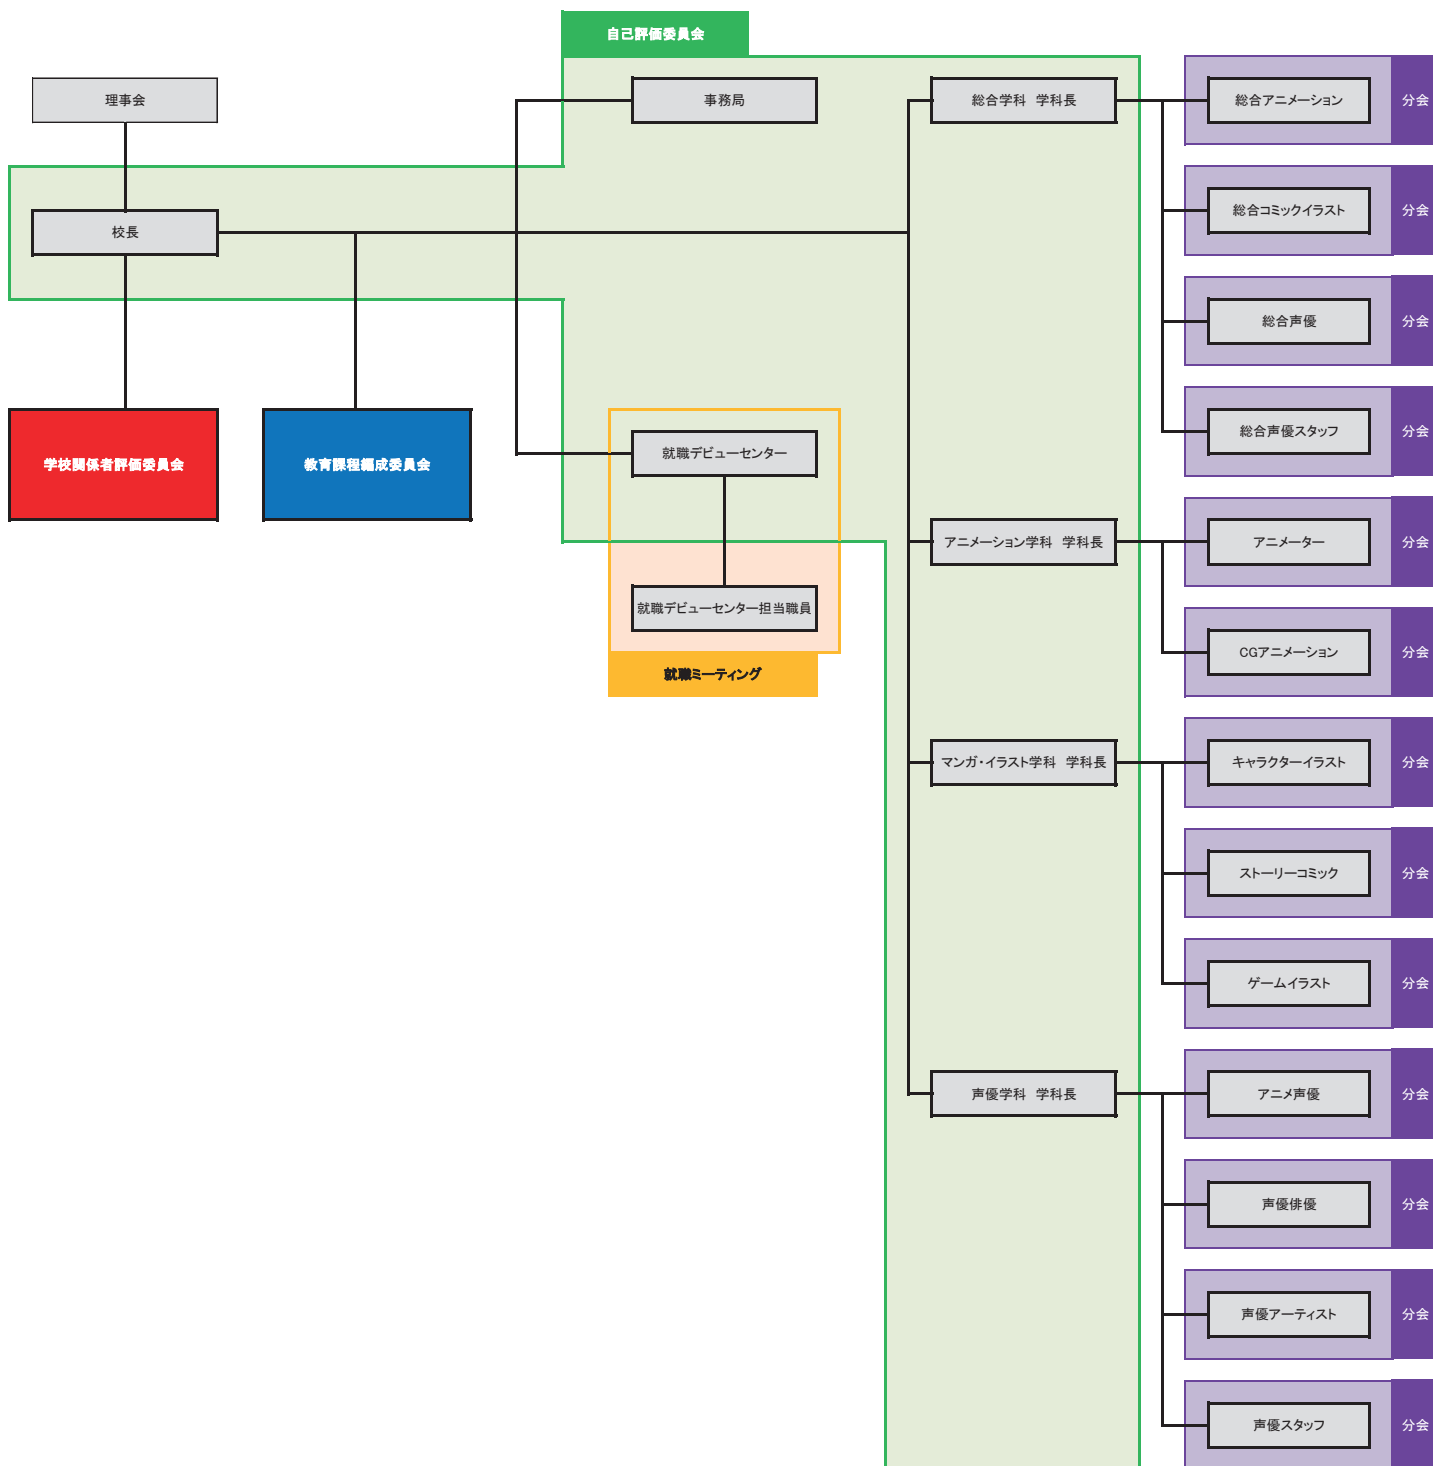 自己評価委員会
理事会
事務局
総合学科　学科長
総合アニメーション
分会
校長
総合コミックイラスト
分会
総合声優
分会
学校関係者評価委員会
教育課程編成委員会
就職デビューセンター
総合声優スタッフ
分会
アニメーション学科　学科長
アニメーター
分会
就職デビューセンター担当職員
就職ミーティング
CGアニメーション
分会
マンガ・イラスト学科　学科長
キャラクターイラスト
分会
ストーリーコミック
分会
ゲームイラスト
分会
声優学科　学科長
アニメ声優
分会
声優俳優
分会
声優アーティスト
分会
声優スタッフ
分会